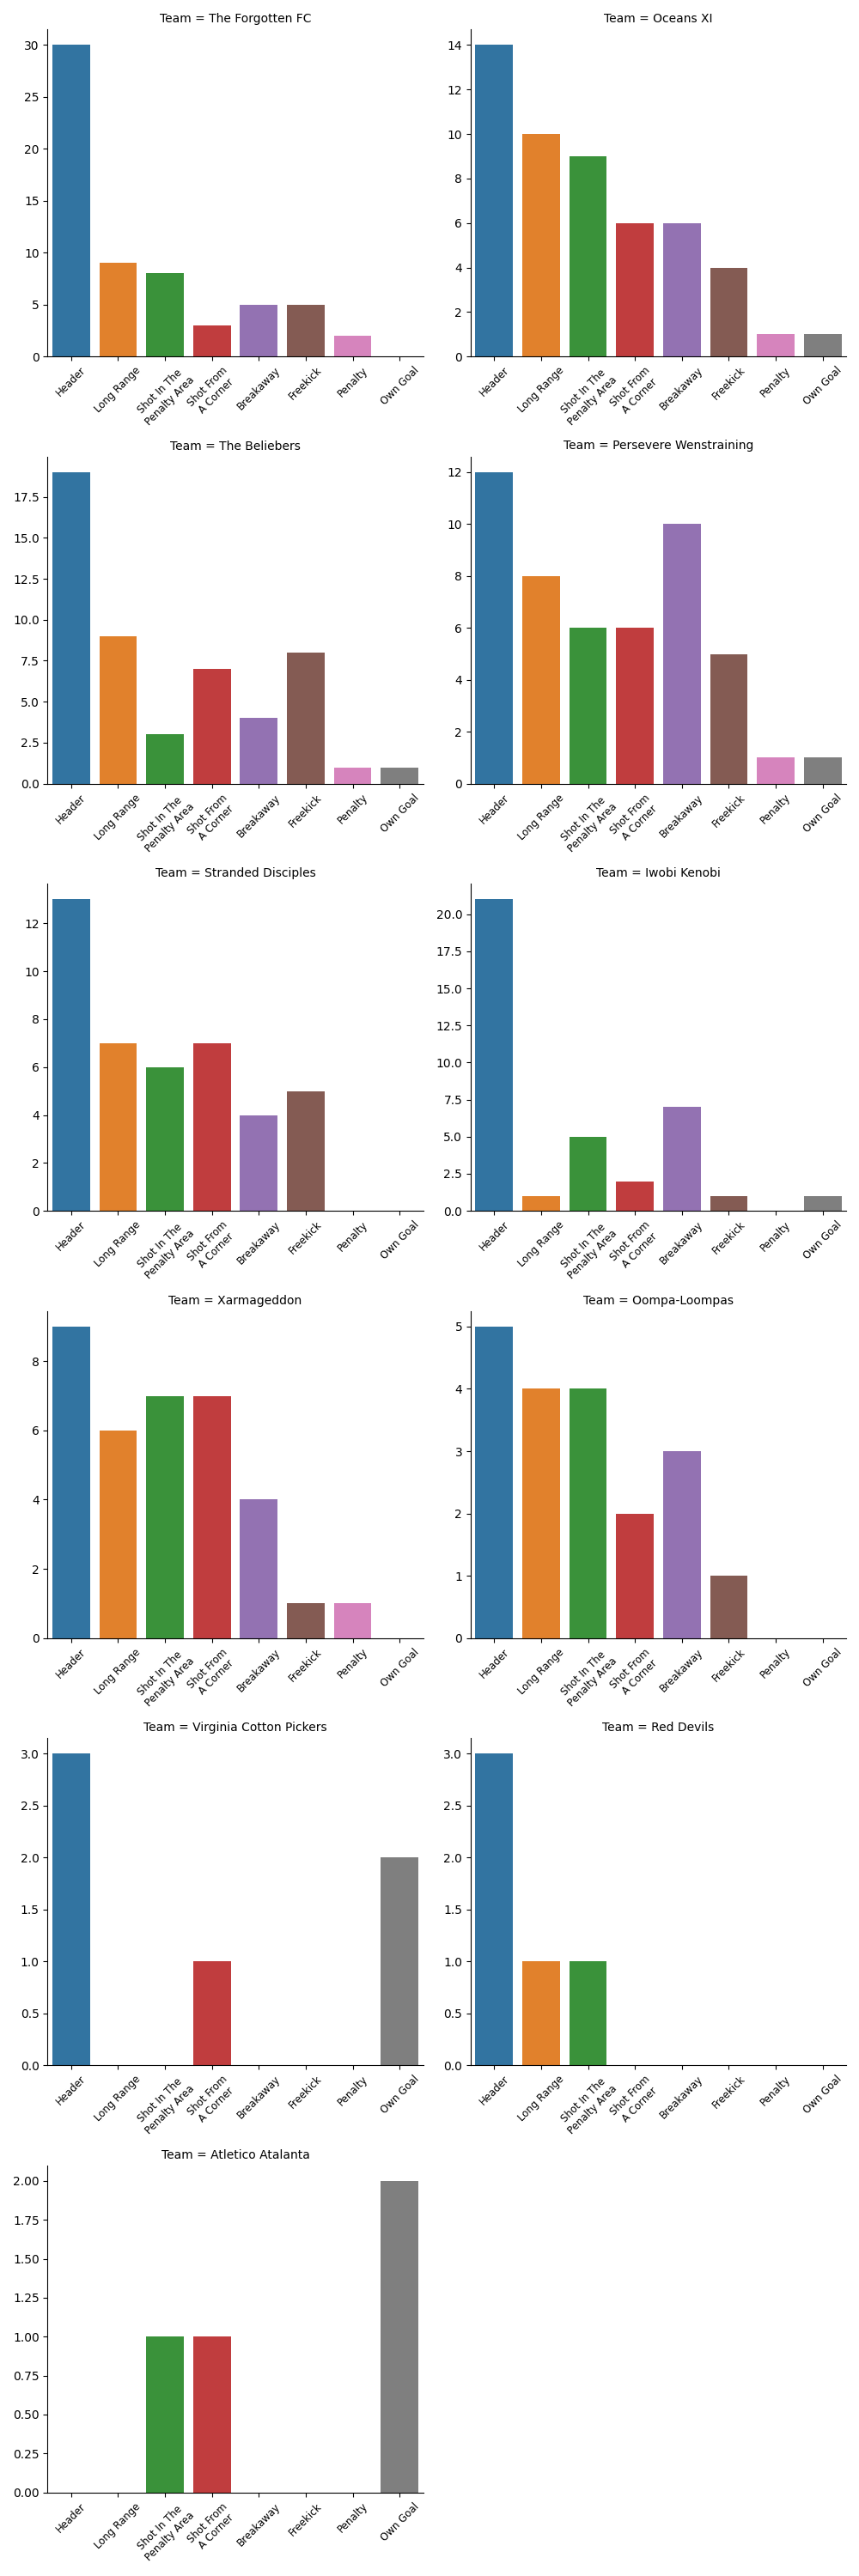 Team = The Forgotten FC
30
25
20
15
10
5
0
Header
Long Range
Shot In The
Penalty Area
Shot From
A Corner
Breakaway
Freekick
Penalty
Own Goal
Team = Oceans XI
14
12
10
8
6
4
2
0
Header
Long Range
Shot In The
Penalty Area
Shot From
A Corner
Breakaway
Freekick
Penalty
Own Goal
Team = The Beliebers
17.5
15.0
12.5
10.0
7.5
5.0
2.5
0.0
Header
Long Range
Shot In The
Penalty Area
Shot From
A Corner
Breakaway
Freekick
Penalty
Own Goal
Team = Persevere Wenstraining
12
10
8
6
4
2
0
Header
Long Range
Shot In The
Penalty Area
Shot From
A Corner
Breakaway
Freekick
Penalty
Own Goal
Team = Stranded Disciples
12
10
8
6
4
2
0
Header
Long Range
Shot In The
Penalty Area
Shot From
A Corner
Breakaway
Freekick
Penalty
Own Goal
Team = Iwobi Kenobi
20.0
17.5
15.0
12.5
10.0
7.5
5.0
2.5
0.0
Header
Long Range
Shot In The
Penalty Area
Shot From
A Corner
Breakaway
Freekick
Penalty
Own Goal
Team = Xarmageddon
8
6
4
2
0
Header
Long Range
Shot In The
Penalty Area
Shot From
A Corner
Breakaway
Freekick
Penalty
Own Goal
Team = Oompa-Loompas
5
4
3
2
1
0
Header
Long Range
Shot In The
Penalty Area
Shot From
A Corner
Breakaway
Freekick
Penalty
Own Goal
Team = Virginia Cotton Pickers
3.0
2.5
2.0
1.5
1.0
0.5
0.0
Header
Long Range
Shot In The
Penalty Area
Shot From
A Corner
Breakaway
Freekick
Penalty
Own Goal
Team = Red Devils
3.0
2.5
2.0
1.5
1.0
0.5
0.0
Header
Long Range
Shot In The
Penalty Area
Shot From
A Corner
Breakaway
Freekick
Penalty
Own Goal
Team = Atletico Atalanta
2.00
1.75
1.50
1.25
1.00
0.75
0.50
0.25
0.00
Header
Long Range
Shot In The
Penalty Area
Shot From
A Corner
Breakaway
Freekick
Penalty
Own Goal